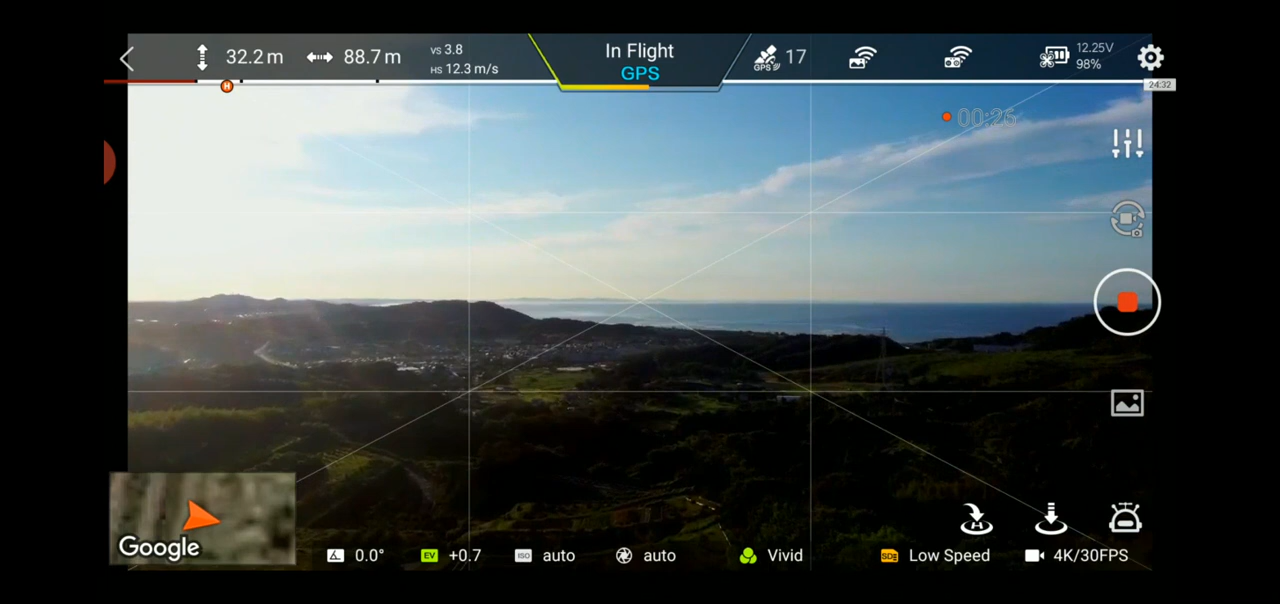 32.2 m
88.7 m
VS 3.8
HS 12.3 m/s
In Flight
GPS
GPS
17
12.25V
98%
24:32
H
00:26
Google
0.0°
EV +0.7
ISO auto
auto
Vivid
SD Low Speed
4K/30FPS
H